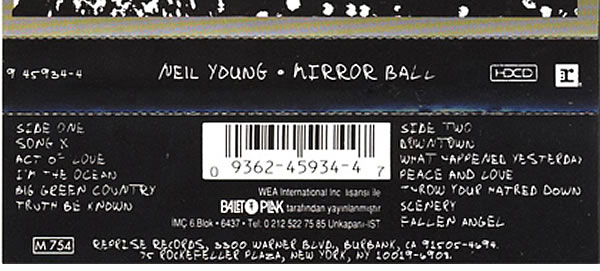 9 45934-4
NEIL YOUNG • MIRROR BALL
HDCD
R
SIDE ONE
SONG X
ACT OF LOVE
I'M THE OCEAN
BIG GREEN COUNTRY
TRUTH BE KNOWN
0 9362-45934-4 7
WEA International Inc. lisansı ile
BALET PLAK tarafından yayınlanmıştır
İMÇ 6.Blok • 6437 • Tel: 0 212 522 75 85 Unkapanı-İST
SIDE TWO
DOWNTOWN
WHAT HAPPENED YESTERDAY
PEACE AND LOVE
THROW YOUR HATRED DOWN
SCENERY
FALLEN ANGEL
M 754
REPRISE RECORDS, 3300 WARNER BLVD., BURBANK, CA 91505-4694.
75 ROCKEFELLER PLAZA, NEW YORK, NY 10019-6908.